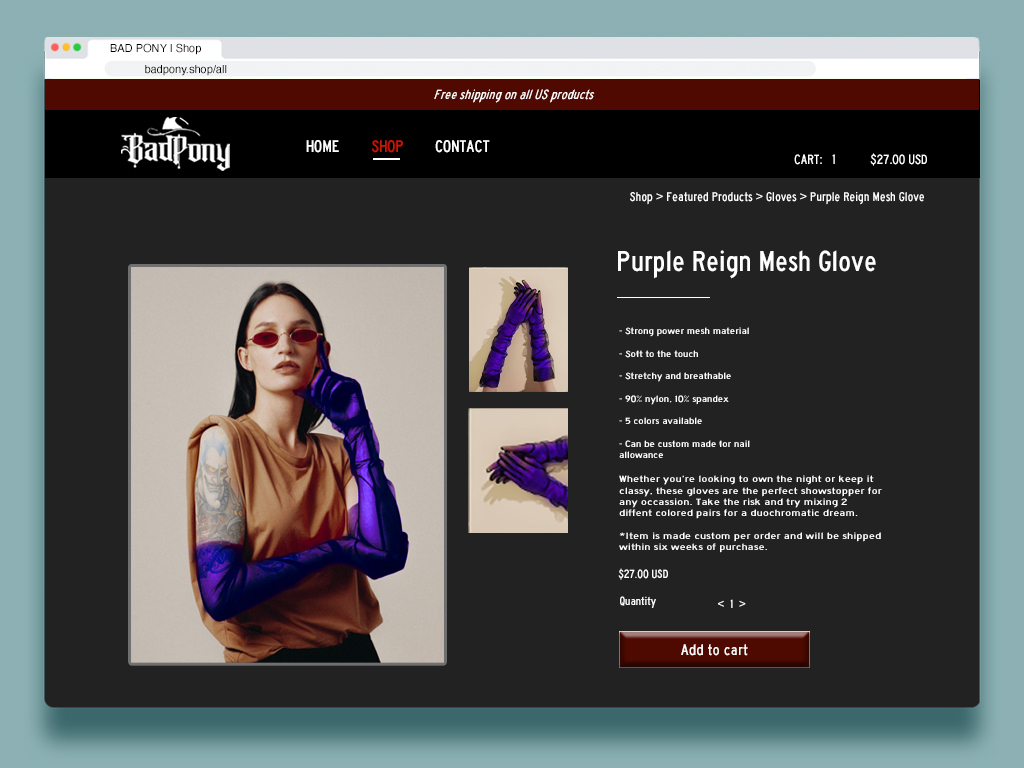 BAD PONY I Shop
badpony.shop/all
Free shipping on all US products
BadPony
HOME SHOP CONTACT
CART: 1 $27.00 USD
Shop > Featured Products > Gloves > Purple Reign Mesh Glove
Purple Reign Mesh Glove
- Strong power mesh material
- Soft to the touch
- Stretchy and breathable
- 90% nylon, 10% spandex
- 5 colors available
- Can be custom made for nail
allowance
Whether you're looking to own the night or keep it
classy, these gloves are the perfect showstopper for
any occassion. Take the risk and try mixing 2
diffent colored pairs for a duochromatic dream.
*Item is made custom per order and will be shipped
within six weeks of purchase.
$27.00 USD
Quantity < 1 >
Add to cart